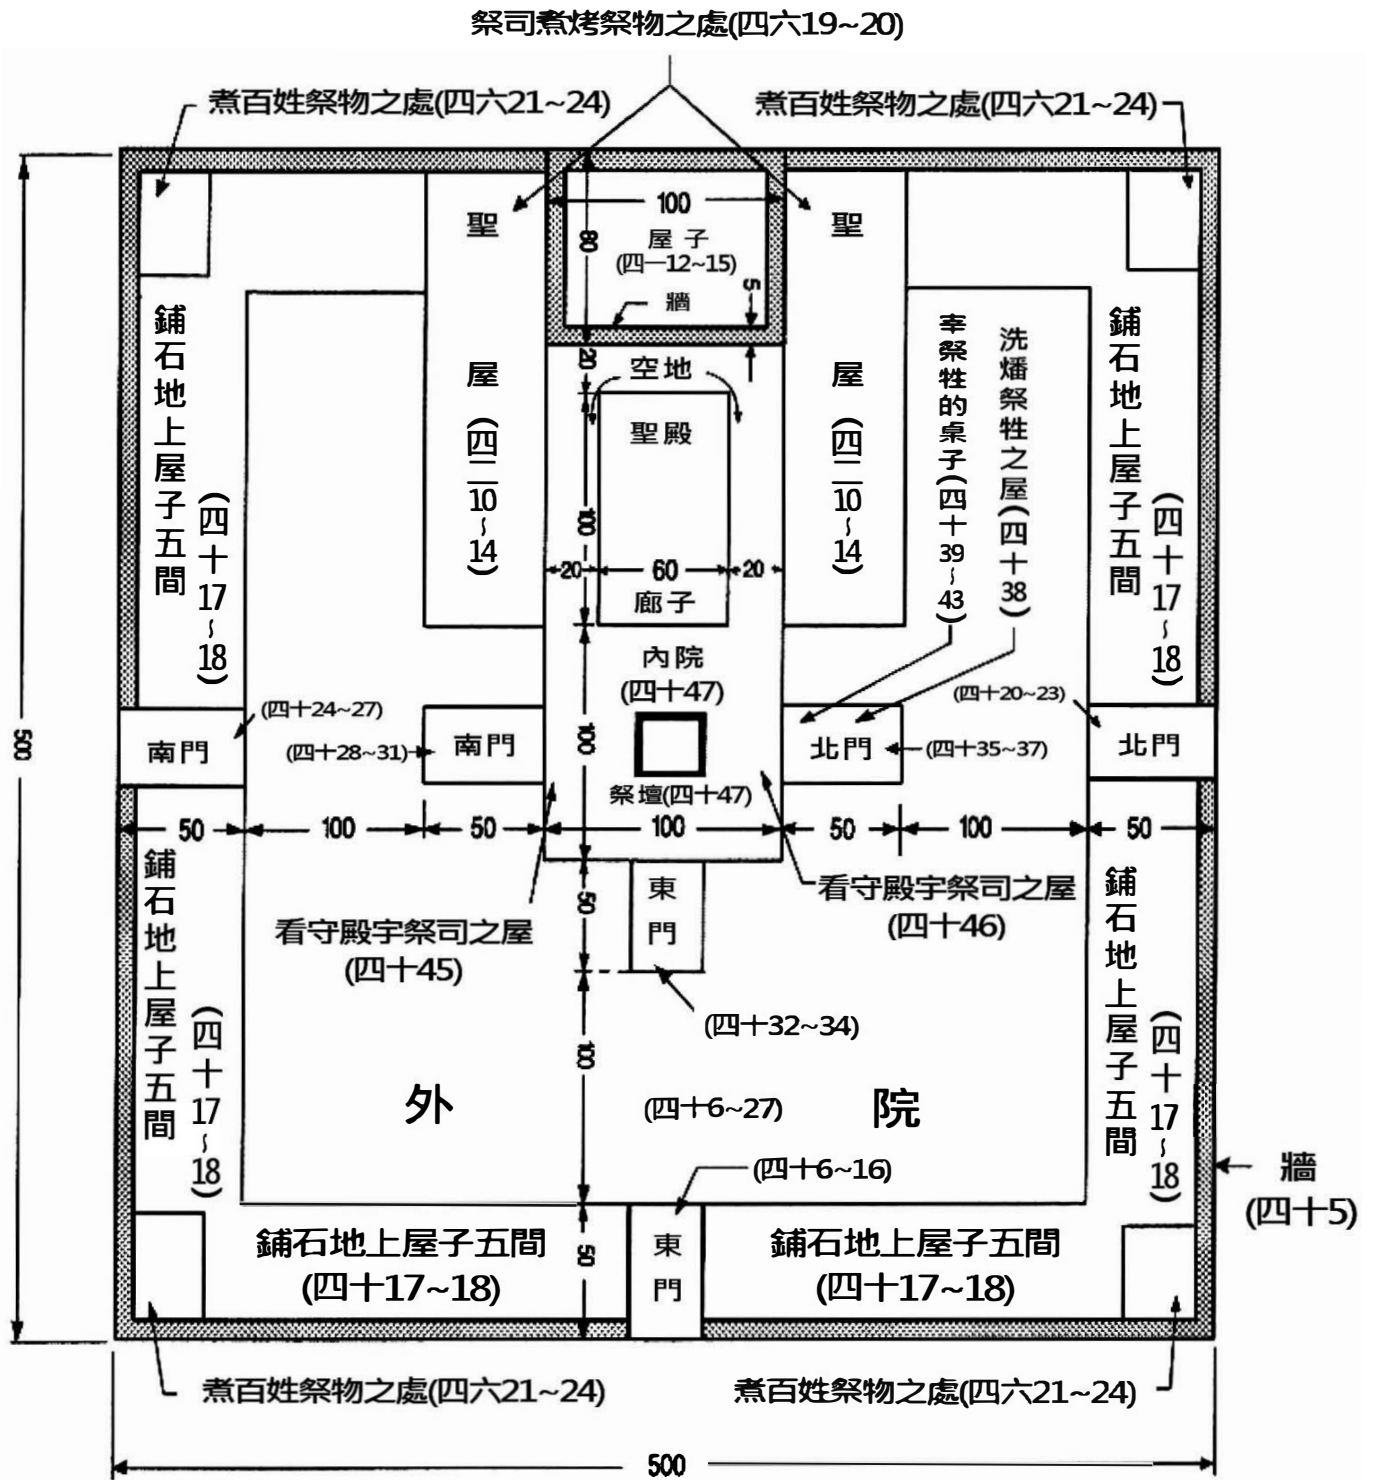 祭司煮烤祭物之處(四六19~20)
煮百姓祭物之處(四六21~24)
煮百姓祭物之處(四六21~24)
聖
100
聖
80
屋子
(四一12~15)
5
牆
鋪石地上屋子五間
(四十17~18)
屋(四二10~14)
20
空地
屋(四二10~14)
宰祭牲的桌子(四十39~43)
洗燔祭牲之屋(四十38)
鋪石地上屋子五間
(四十17~18)
聖殿
100
20
60
20
廊子
內院
(四十47)
(四十24~27)
(四十20~23)
500
南門
(四十28~31)
南門
100
北門
(四十35~37)
北門
祭壇(四十47)
50
100
50
100
50
100
50
鋪石地上屋子五間
(四十17~18)
看守殿宇祭司之屋
(四十45)
50
東門
看守殿宇祭司之屋
(四十46)
鋪石地上屋子五間
(四十17~18)
(四十32~34)
100
外
(四十6~27)
院
(四十6~16)
牆
(四十5)
鋪石地上屋子五間
(四十17~18)
50
東門
鋪石地上屋子五間
(四十17~18)
煮百姓祭物之處(四六21~24)
煮百姓祭物之處(四六21~24)
500